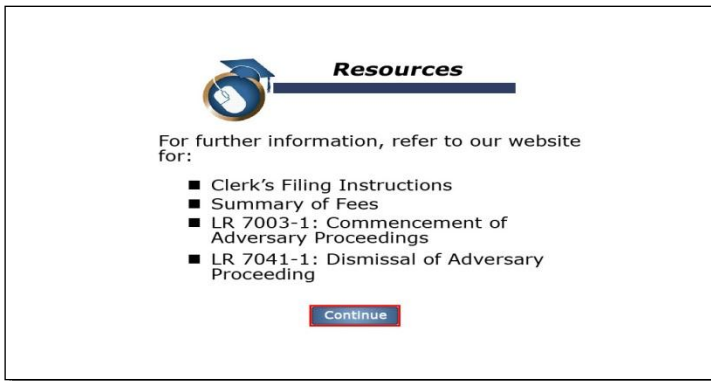 Resources
For further information, refer to our website
for:
■ Clerk’s Filing Instructions
■ Summary of Fees
■ LR 7003-1: Commencement of
Adversary Proceedings
■ LR 7041-1: Dismissal of Adversary
Proceeding
Continue